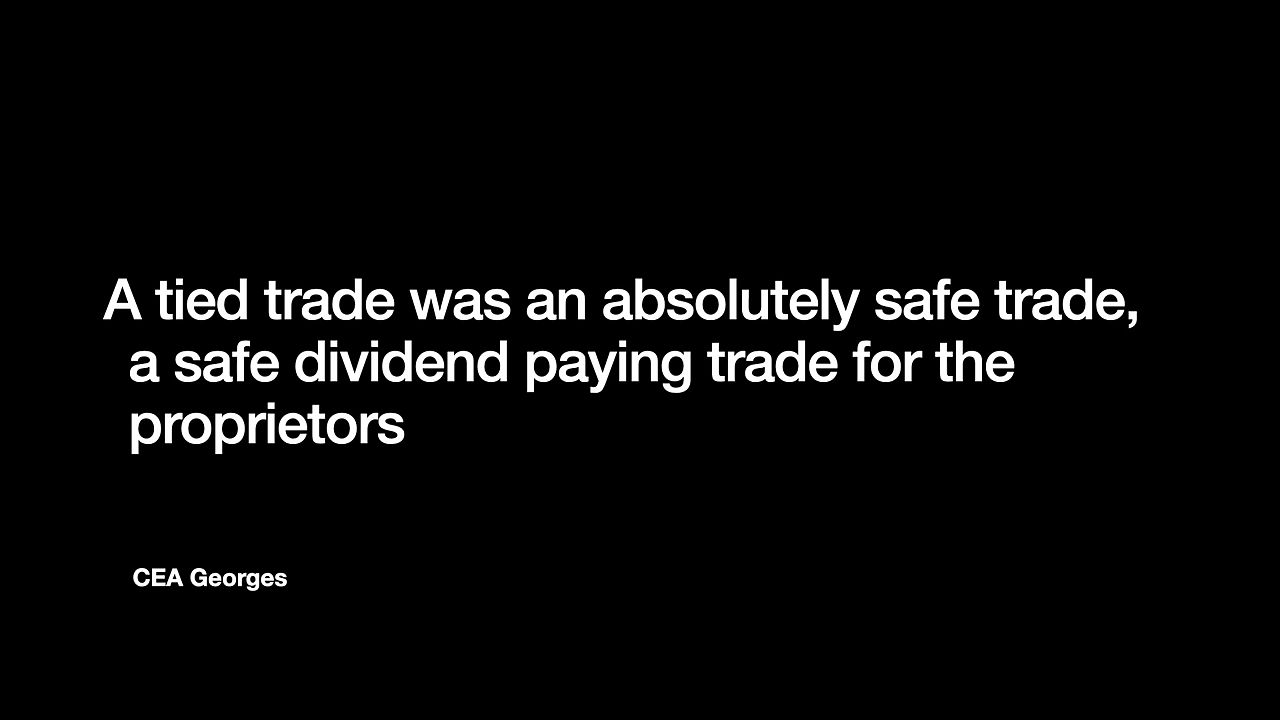 A tied trade was an absolutely safe trade,
a safe dividend paying trade for the
proprietors
CEA Georges